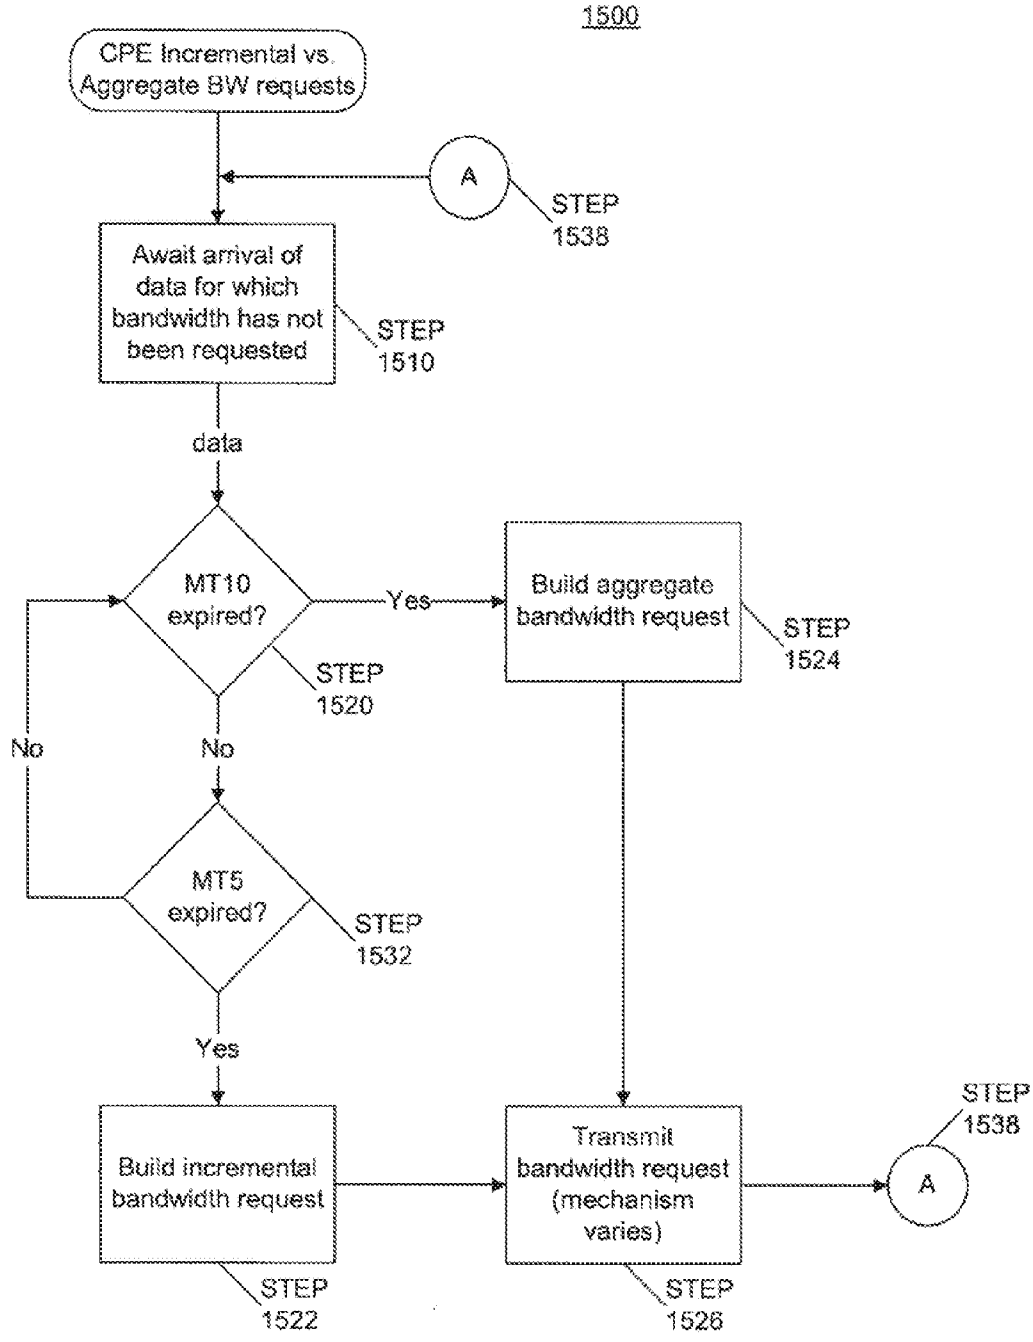 1500
CPE Incremental vs.
Aggregate BW requests
A
STEP
1538
Await arrival of
data for which
bandwidth has not
been requested
STEP
1510
data
MT10
expired?
Yes
Build aggregate
bandwidth request
STEP
1524
STEP
1520
No
No
MT5
expired?
STEP
1532
Yes
STEP
1538
Build incremental
bandwidth request
Transmit
bandwidth request
(mechanism
varies)
A
STEP
1522
STEP
1526